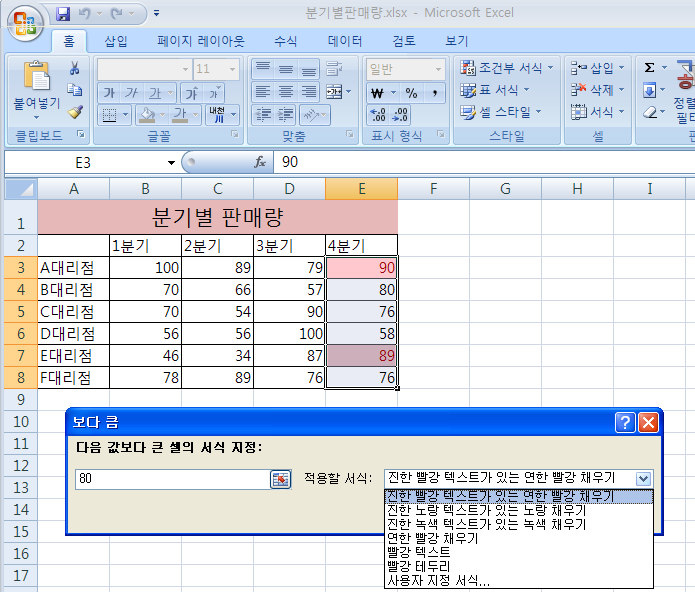 분기별판매량.xlsx - Microsoft Excel
홈 삽입 페이지 레이아웃 수식 데이터 검토 보기
붙여넣기
11
가 가 가 가 가
내천
일반
₩ % ,
조건부 서식
표 서식
셀 스타일
삽입
삭제
서식
Σ
정렬
필터
클립보드 글꼴 맞춤 표시 형식 스타일 셀
E3 fx 90
A B C D E F G H I
1 분기별 판매량
2 1분기 2분기 3분기 4분기
3 A대리점 100 89 79 90
4 B대리점 70 66 57 80
5 C대리점 70 54 90 76
6 D대리점 56 56 100 58
7 E대리점 46 34 87 89
8 F대리점 78 89 76 76
9
10
11
12
13
14
15
16
17
보다 큼
다음 값보다 큰 셀의 서식 지정:
80 적용할 서식: 진한 빨강 텍스트가 있는 연한 빨강 채우기
진한 빨강 텍스트가 있는 연한 빨강 채우기
진한 노랑 텍스트가 있는 노랑 채우기
진한 녹색 텍스트가 있는 녹색 채우기
연한 빨강 채우기
빨강 텍스트
빨강 테두리
사용자 지정 서식...